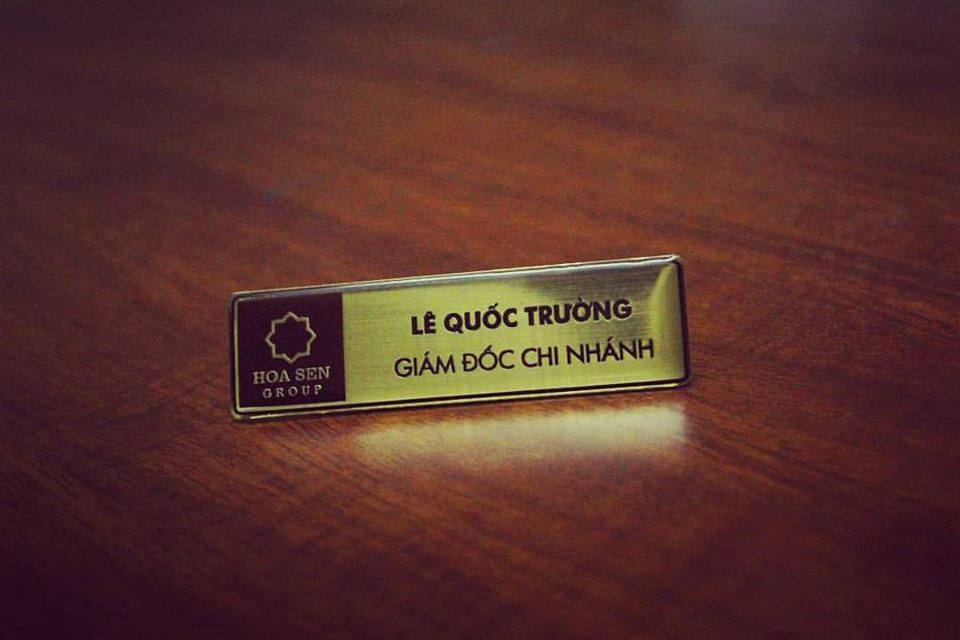 HOA SEN
GROUP
LÊ QUỐC TRƯỜNG
GIÁM ĐỐC CHI NHÁNH